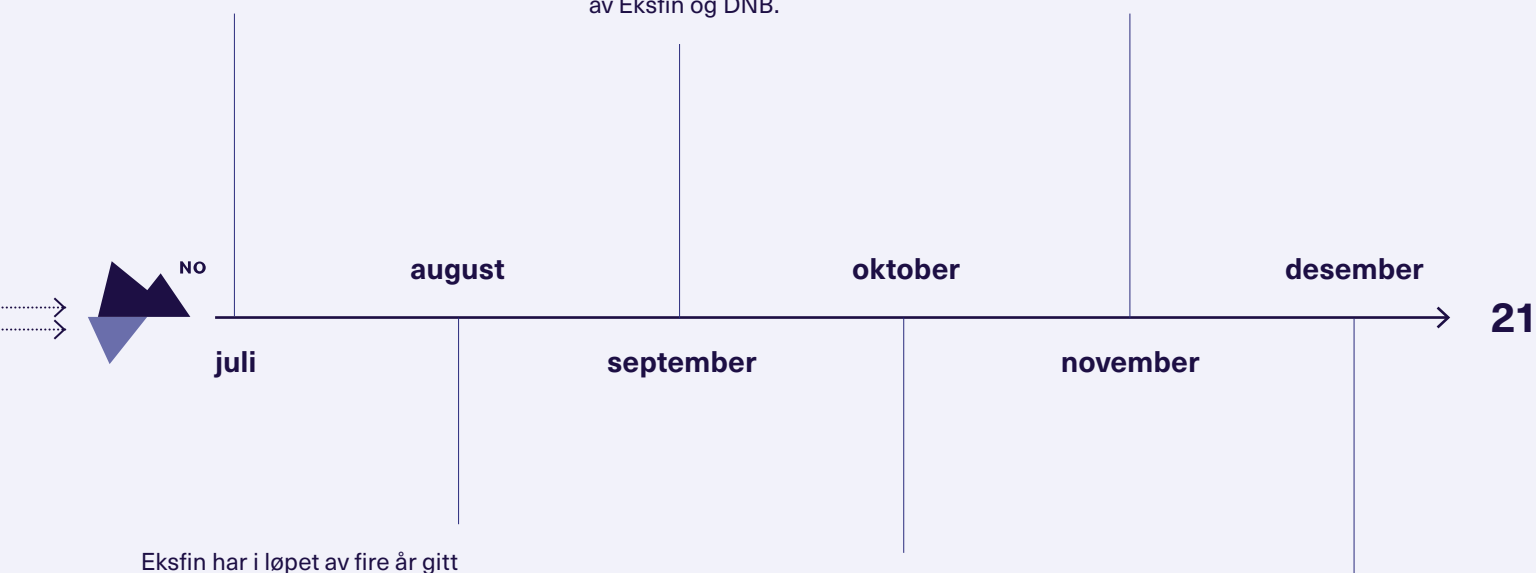 av Eksfin og DNB.
NO
august
oktober
desember
21
juli
september
november
Eksfin har i løpet av fire år gitt